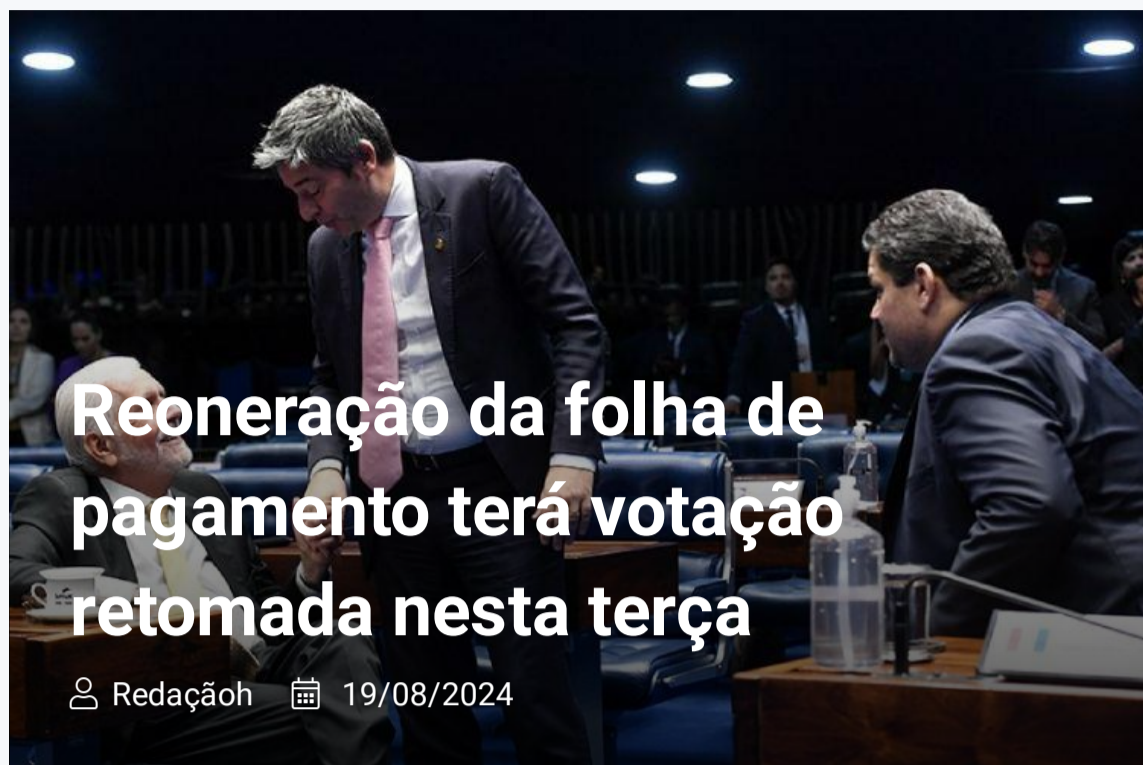 Reoneração da folha de
pagamento terá votação
retomada nesta terça
Redaçãoh 19/08/2024